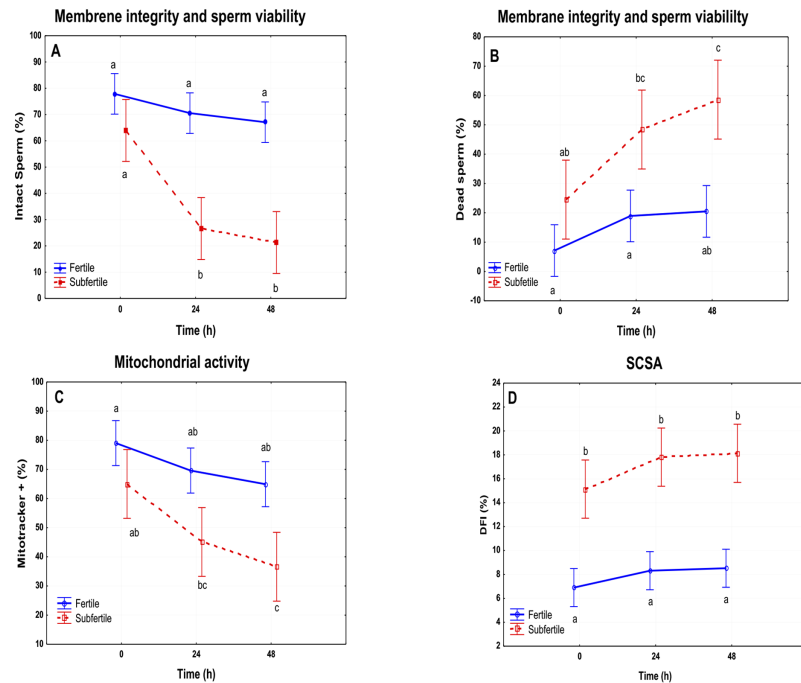 Membrene integrity and sperm viability
A
Intact Sperm (%)
100
90
80
70
60
50
40
30
20
10
0
a
a
a
a
b
b
Fertile
Subfertile
0 24 48
Time (h)
Membrane integrity and sperm viabililty
B
Dead sperm (%)
80
70
60
50
40
30
20
10
0
-10
ab
bc
c
a
a
ab
Fertile
Subfetile
0 24 48
Time (h)
Mitochondrial activity
C
Mitotracker + (%)
100
90
80
70
60
50
40
30
20
10
a
ab
ab
ab
bc
c
Fertile
Subfertile
0 24 48
Time (h)
SCSA
D
DFI (%)
24
22
20
18
16
14
12
10
8
6
4
2
b
b
b
a
a
a
Fertile
Subfertile
0 24 48
Time (h)